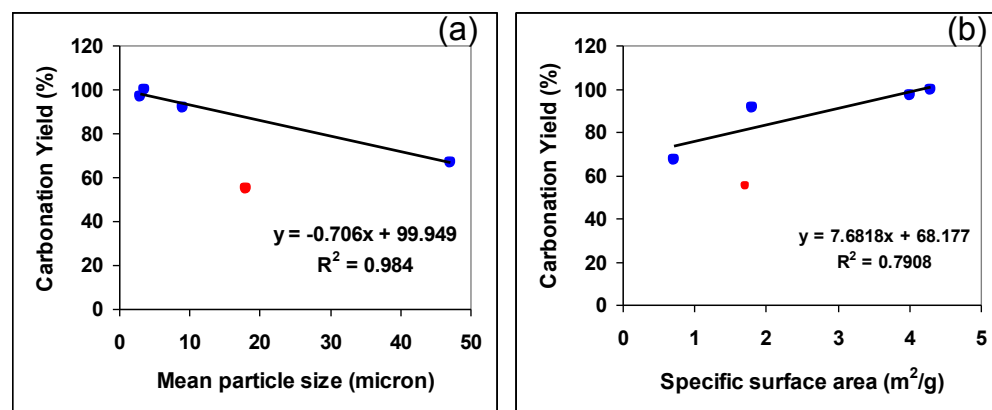 (a)
Carbonation Yield (%)
120
100
80
60
40
20
0
y = -0.706x + 99.949
R² = 0.984
0 10 20 30 40 50
Mean particle size (micron)
(b)
Carbonation Yield (%)
120
100
80
60
40
20
0
y = 7.6818x + 68.177
R² = 0.7908
0 1 2 3 4 5
Specific surface area (m²/g)